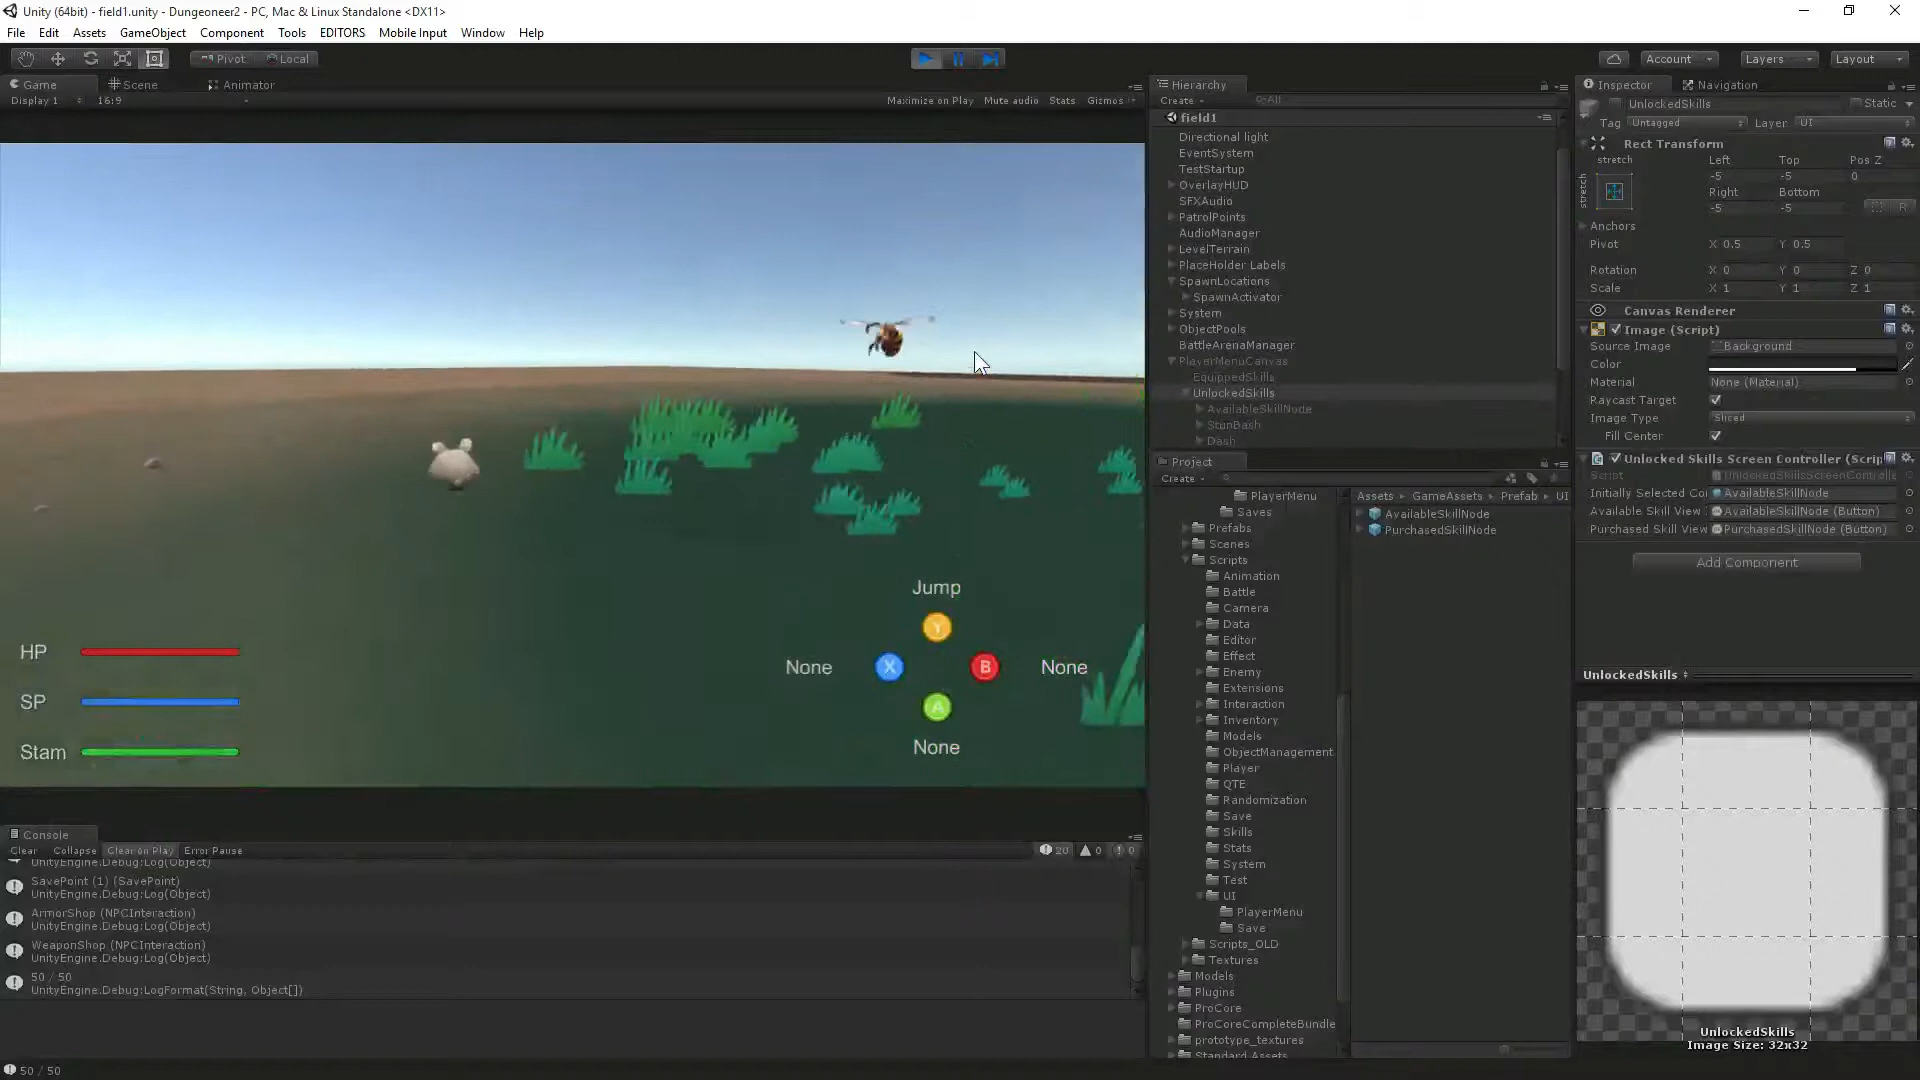 Unity (64bit) - field1.unity - Dungeoneer2 - PC, Mac & Linux Standalone <DX11>
File Edit Assets GameObject Component Tools EDITORS Mobile Input Window Help
Pivot Local
Account Layers Layout
Game Scene Animator
Display 1 16:9 Maximize on Play Mute audio Stats Gizmos
Jump
Y
None X B None
A
None
HP
SP
Stam
Console
Clear Collapse Clear on Play Error Pause 20 0 0
UnityEngine.Debug:Log(Object)
SavePoint (1) (SavePoint)
UnityEngine.Debug:Log(Object)
ArmorShop (NPCInteraction)
UnityEngine.Debug:Log(Object)
WeaponShop (NPCInteraction)
UnityEngine.Debug:Log(Object)
50 / 50
UnityEngine.Debug:LogFormat(String, Object[])
50 / 50
Hierarchy
Create All
field1
Directional light
EventSystem
TestStartup
OverlayHUD
SFXAudio
PatrolPoints
AudioManager
LevelTerrain
PlaceHolder Labels
SpawnLocations
SpawnActivator
System
ObjectPools
BattleArenaManager
PlayerMenuCanvas
EquippedSkills
UnlockedSkills
AvailableSkillNode
StunBash
Dash
Project
Create
PlayerMenu
Saves
Prefabs
Scenes
Scripts
Animation
Battle
Camera
Data
Editor
Effect
Enemy
Extensions
Interaction
Inventory
Models
ObjectManagement
Player
QTE
Randomization
Save
Skills
Stats
System
Test
UI
PlayerMenu
Save
Scripts_OLD
Textures
Models
Plugins
ProCore
ProCoreCompleteBundle
prototype_textures
Standard Assets
Assets GameAssets Prefab UI
AvailableSkillNode
PurchasedSkillNode
Inspector Navigation
UnlockedSkills Static
Tag Untagged Layer UI
Rect Transform
stretch Left Top Pos Z
stretch -5 -5 0
Right Bottom
-5 -5 R
Anchors
Pivot X 0.5 Y 0.5
Rotation X 0 Y 0 Z 0
Scale X 1 Y 1 Z 1
Canvas Renderer
Image (Script)
Source Image Background
Color
Material None (Material)
Raycast Target
Image Type Sliced
Fill Center
Unlocked Skills Screen Controller (Scrip
Script UnlockedSkillsScreenControlle
Initially Selected Co AvailableSkillNode
Available Skill View AvailableSkillNode (Button)
Purchased Skill View PurchasedSkillNode (Button)
Add Component
UnlockedSkills
UnlockedSkills
Image Size: 32x32